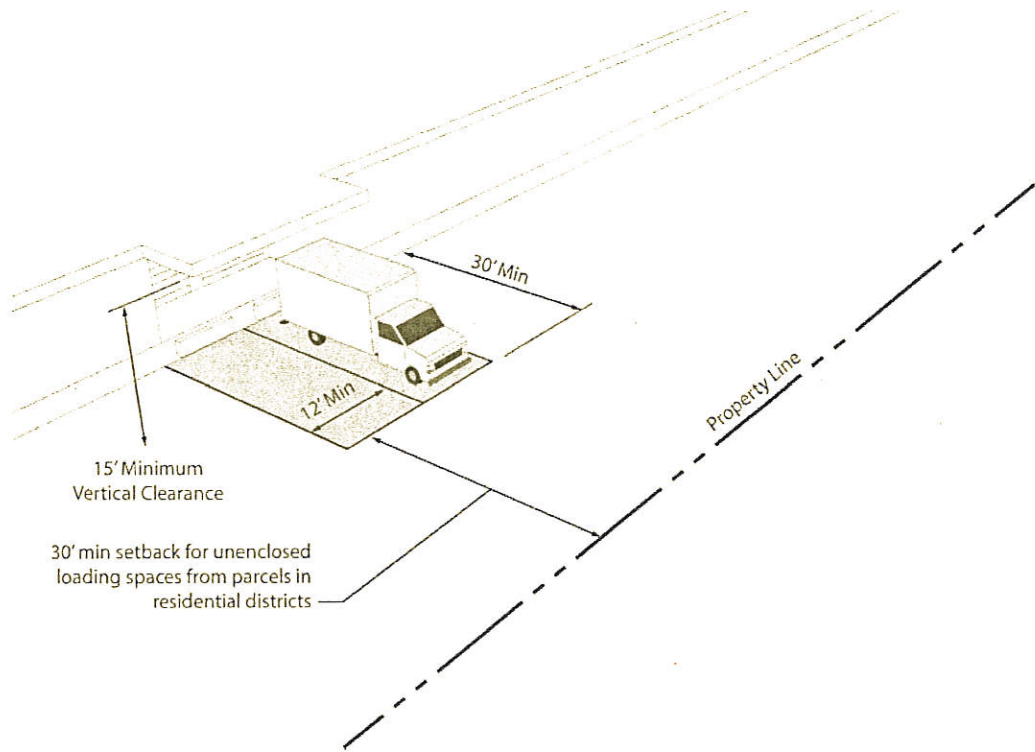 30' Min
12' Min
Property Line
15' Minimum
Vertical Clearance
30' min setback for unenclosed
loading spaces from parcels in
residential districts